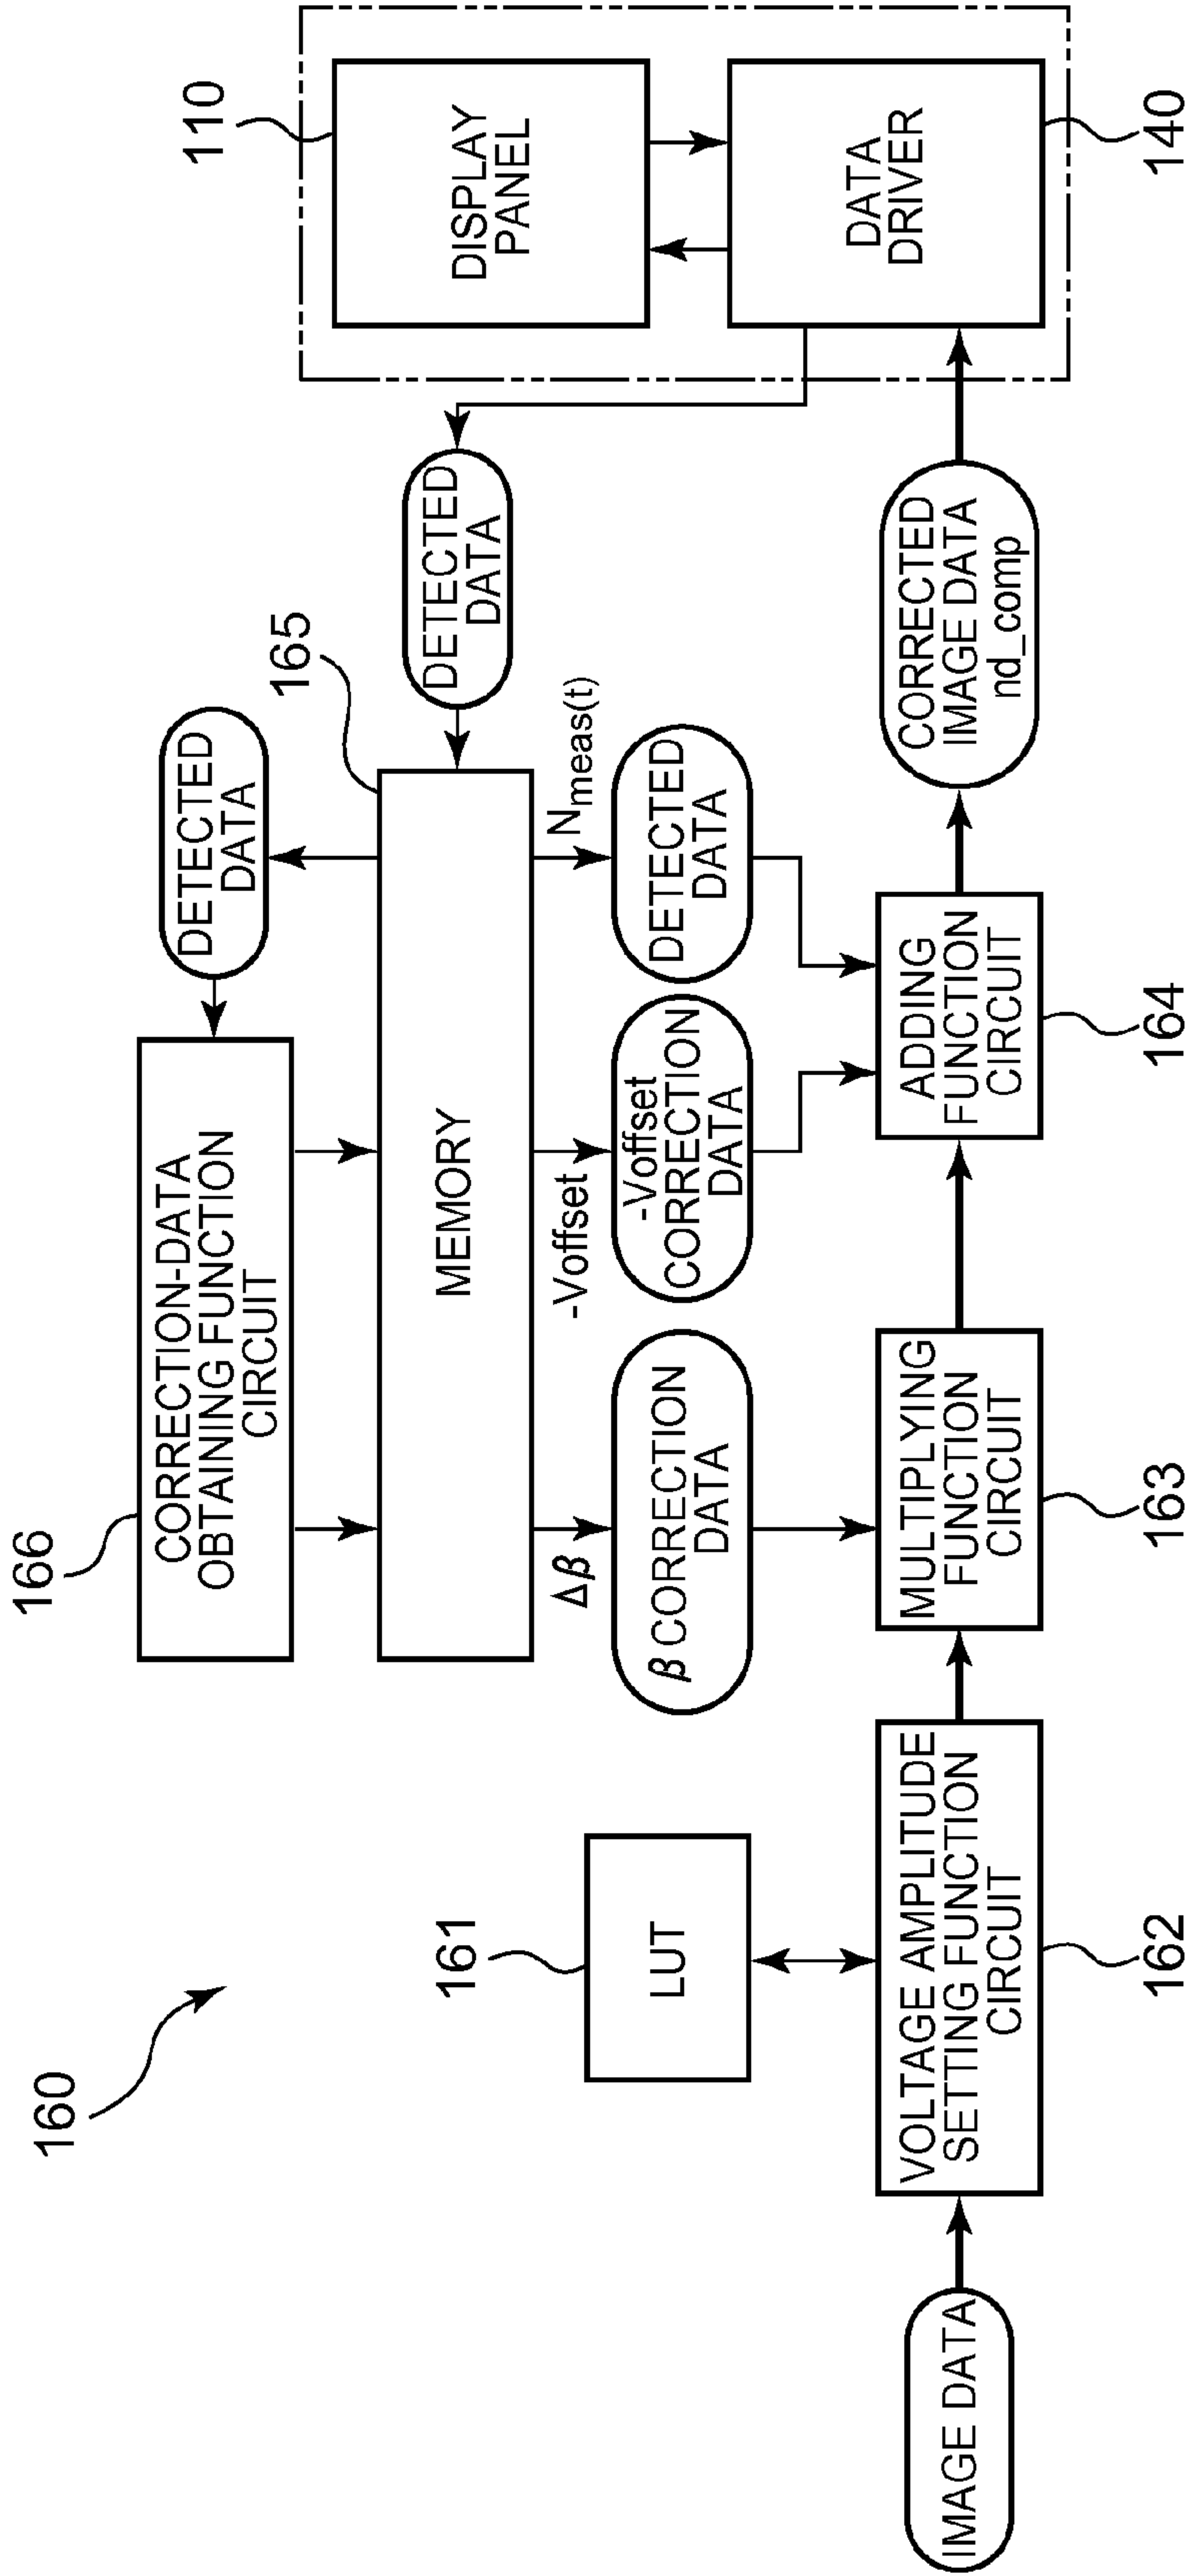 160
166
CORRECTION-DATA
OBTAINING FUNCTION
CIRCUIT
DETECTED
DATA
165
110
DISPLAY
PANEL
MEMORY
DETECTED
DATA
161
LUT
Δβ
-Voffset
Nmeas(t)
β CORRECTION
DATA
-Voffset
CORRECTION
DATA
DETECTED
DATA
DATA
DRIVER
140
IMAGE DATA
VOLTAGE AMPLITUDE
SETTING FUNCTION
CIRCUIT
162
MULTIPLYING
FUNCTION
CIRCUIT
163
ADDING
FUNCTION
CIRCUIT
164
CORRECTED
IMAGE DATA
nd_comp